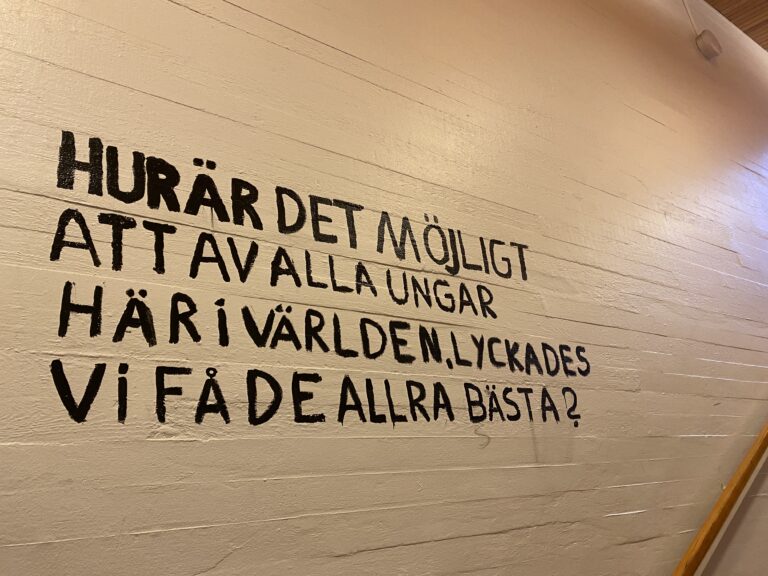 HUR ÄR DET MÖJLIGT
ATT AV ALLA UNGAR
HÄR i VÄRLDEN, LYCKADES
Vi FÅ DE ALLRA BÄSTA?